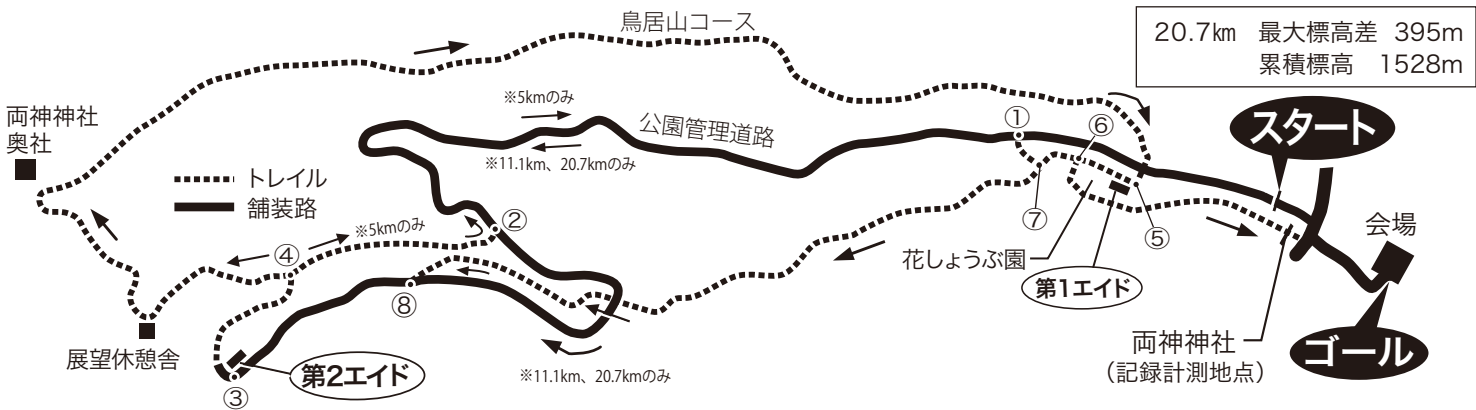 鳥居山コース
20.7km 最大標高差 395m
累積標高 1528m
両神神社
奥社
※5kmのみ
公園管理道路
①
⑥
スタート
※11.1km、20.7kmのみ
トレイル
舗装路
⑦
⑤
②
※5kmのみ
④
会場
花しょうぶ園
第1エイド
⑧
展望休憩舎
第2エイド
③
※11.1km、20.7kmのみ
両神神社
（記録計測地点）
ゴール